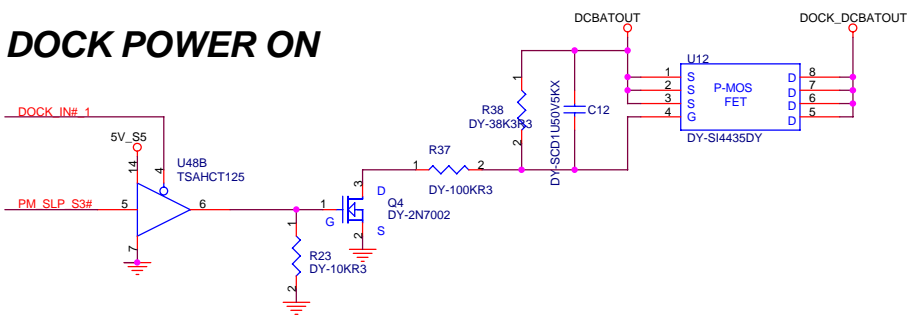 DOCK POWER ON
DCBATOUT
DOCK_DCBATOUT
U12
1 S
2 S
3 S
4 G
P-MOS
FET
D 8
D 7
D 6
D 5
DY-SI4435DY
1
R38
DY-38K3R3
2
C12
DY-SCD1U50V5KX
DOCK_IN#_1
5V_S5
14
4
U48B
TSAHCT125
PM_SLP_S3#
5
6
7
R37
1
2
DY-100KR3
3
D
1
G
Q4
DY-2N7002
2
S
1
R23
DY-10KR3
2